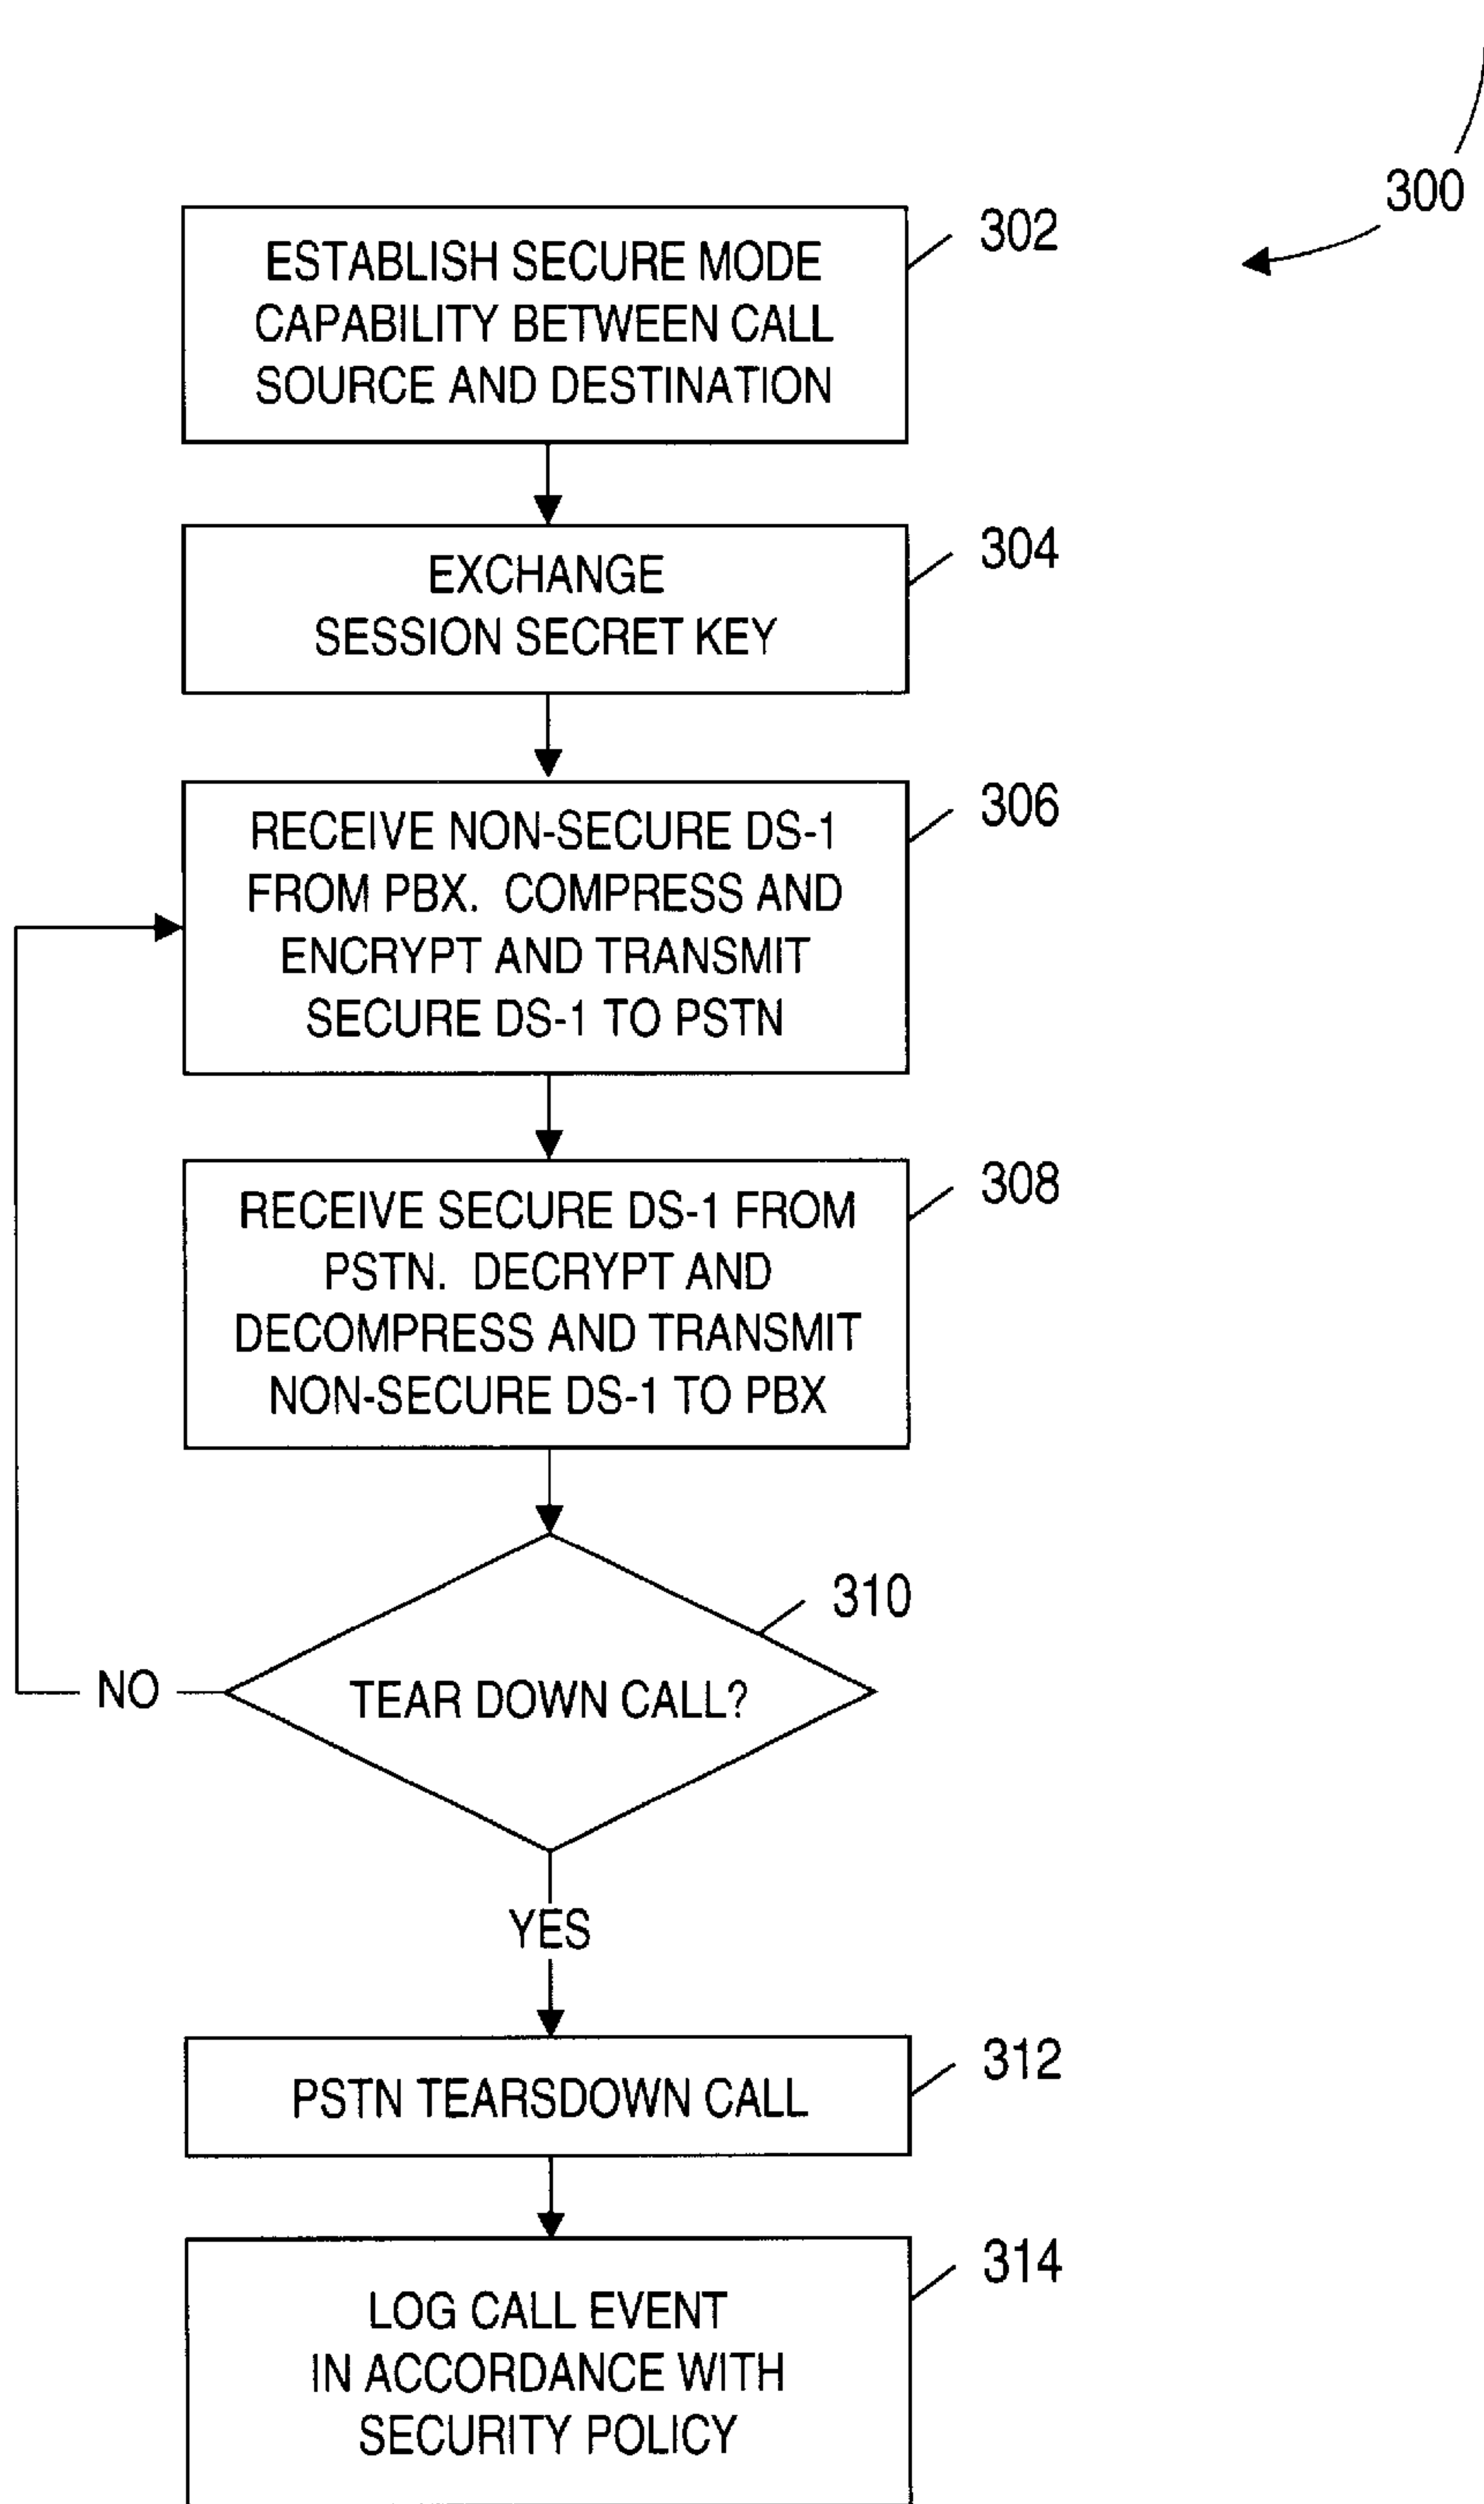 300
302
ESTABLISH SECURE MODE
CAPABILITY BETWEEN CALL
SOURCE AND DESTINATION
304
EXCHANGE
SESSION SECRET KEY
306
RECEIVE NON-SECURE DS-1
FROM PBX. COMPRESS AND
ENCRYPT AND TRANSMIT
SECURE DS-1 TO PSTN
308
RECEIVE SECURE DS-1 FROM
PSTN. DECRYPT AND
DECOMPRESS AND TRANSMIT
NON-SECURE DS-1 TO PBX
310
TEAR DOWN CALL?
NO
YES
312
PSTN TEARSDOWN CALL
314
LOG CALL EVENT
IN ACCORDANCE WITH
SECURITY POLICY